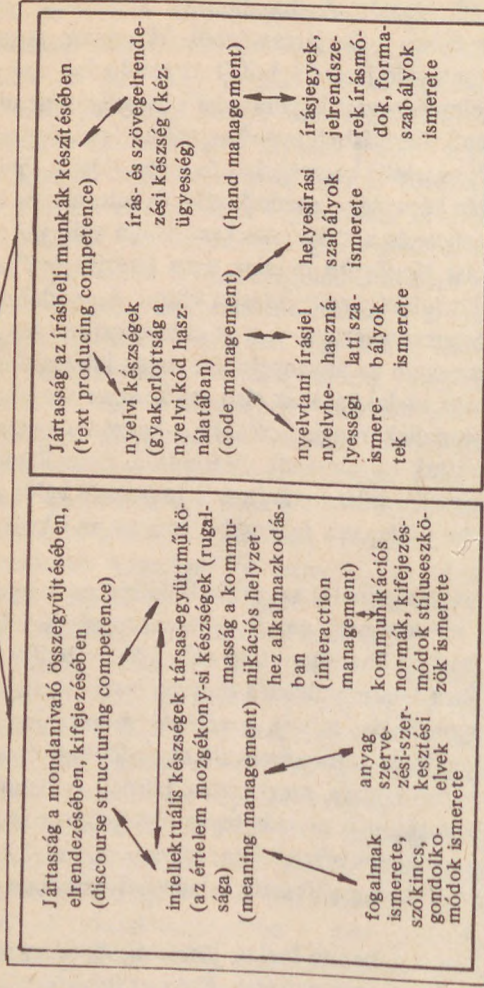 Jártasság a mondanivaló összegyűjtésében,
elrendezésében, kifejezésében
(discourse structuring competence)
intellektuális készségek
(az értelem mozgékony-
sága)
(meaning management)
társas-együttműkö-
si készségek (rugal-
masság a kommu-
nikációs helyzet-
hez alkalmazkodás-
ban
(interaction
management)
fogalmak
ismerete,
szókincs,
gondolko-
módok ismerete
anyag
szerve-
zési-szer-
kesztési
elvek
kommunikációs
normák, kifejezés-
módok stíluseszkö-
zök ismerete
Jártasság az írásbeli munkák készítésében
(text producing competence)
nyelvi készségek
(gyakorlottság a
nyelvi kód hasz-
nálatában)
(code management)
írás- és szövegelrende-
zési készség (kéz-
ügyesség)
(hand management)
nyelvtani
nyelvhe-
lyességi
ismere-
tek
írásjel
haszná-
lati sza-
bályok
ismerete
helyesírási
szabályok
ismerete
írásjegyek,
jelrendsze-
rek írásmó-
dok, forma-
szabályok
ismerete